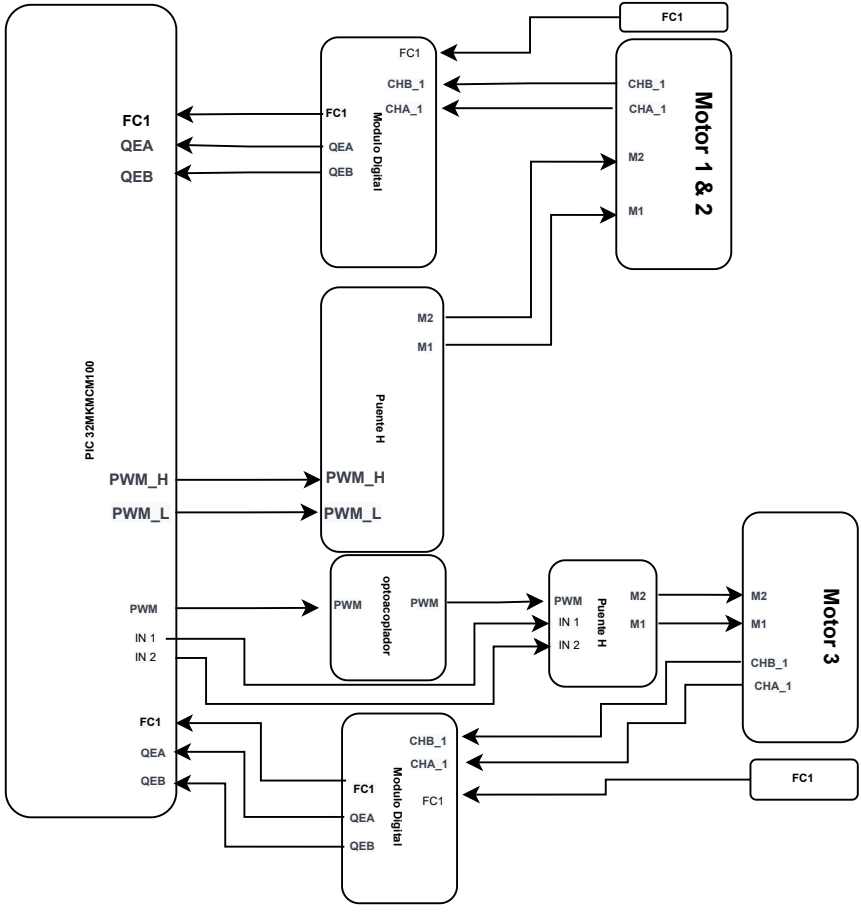 FC1
FC1
CHB_1
CHA_1
FC1
QEA
QEB
Modulo Digital
CHB_1
CHA_1
M2
M1
Motor 1 & 2
FC1
QEA
QEB
PIC 32MKMCM100
M2
M1
Puente H
PWM_H
PWM_L
PWM_H
PWM_L
PWM
IN 1
IN 2
PWM
optoacoplador
PWM
PWM
IN 1
IN 2
Puente H
M2
M1
M2
M1
CHB_1
CHA_1
Motor 3
FC1
QEA
QEB
CHB_1
CHA_1
FC1
FC1
QEA
QEB
Modulo Digital
FC1